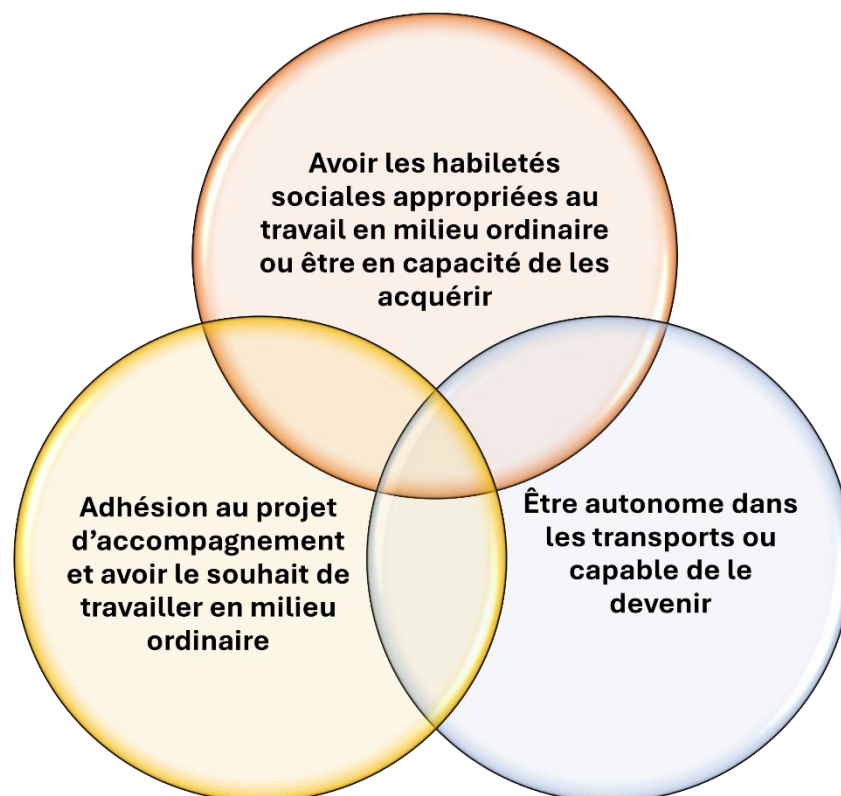 Avoir les habiletés
sociales appropriées au
travail en milieu ordinaire
ou être en capacité de les
acquérir
Adhésion au projet
d’accompagnement
et avoir le souhait de
travailler en milieu
ordinaire
Être autonome dans
les transports ou
capable de le
devenir